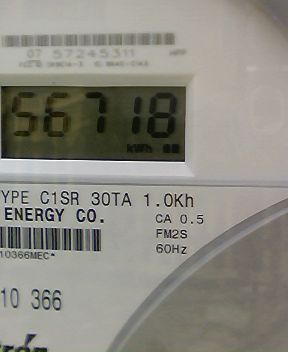 07 57245311
56718
kWh
YPE C1SR 30TA 1.0Kh
ENERGY CO.
CA 0.5
FM2S
60Hz
10366MEC*
10 366